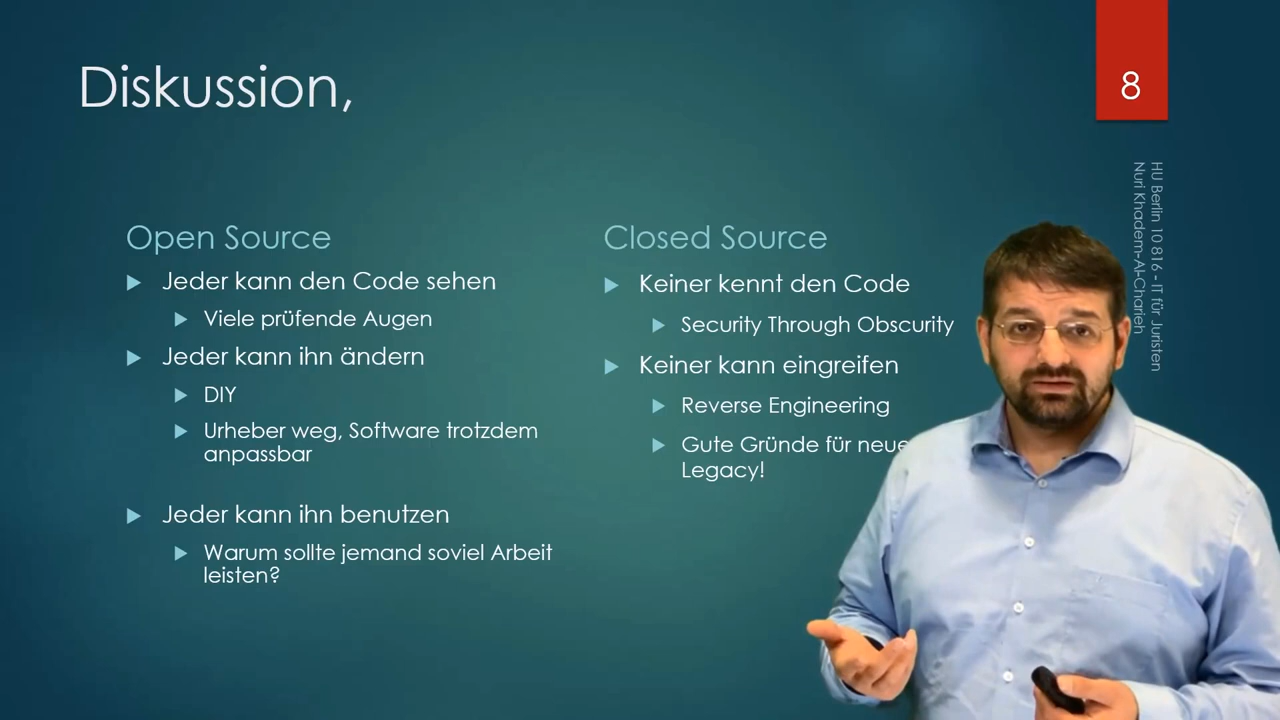 Diskussion,
8
HU Berlin 10 816 - IT für Juristen
Nuri Khadem-Al-Charieh
Open Source
Jeder kann den Code sehen
Viele prüfende Augen
Jeder kann ihn ändern
DIY
Urheber weg, Software trotzdem
anpassbar
Jeder kann ihn benutzen
Warum sollte jemand soviel Arbeit
leisten?
Closed Source
Keiner kennt den Code
Security Through Obscurity
Keiner kann eingreifen
Reverse Engineering
Gute Gründe für neue
Legacy!